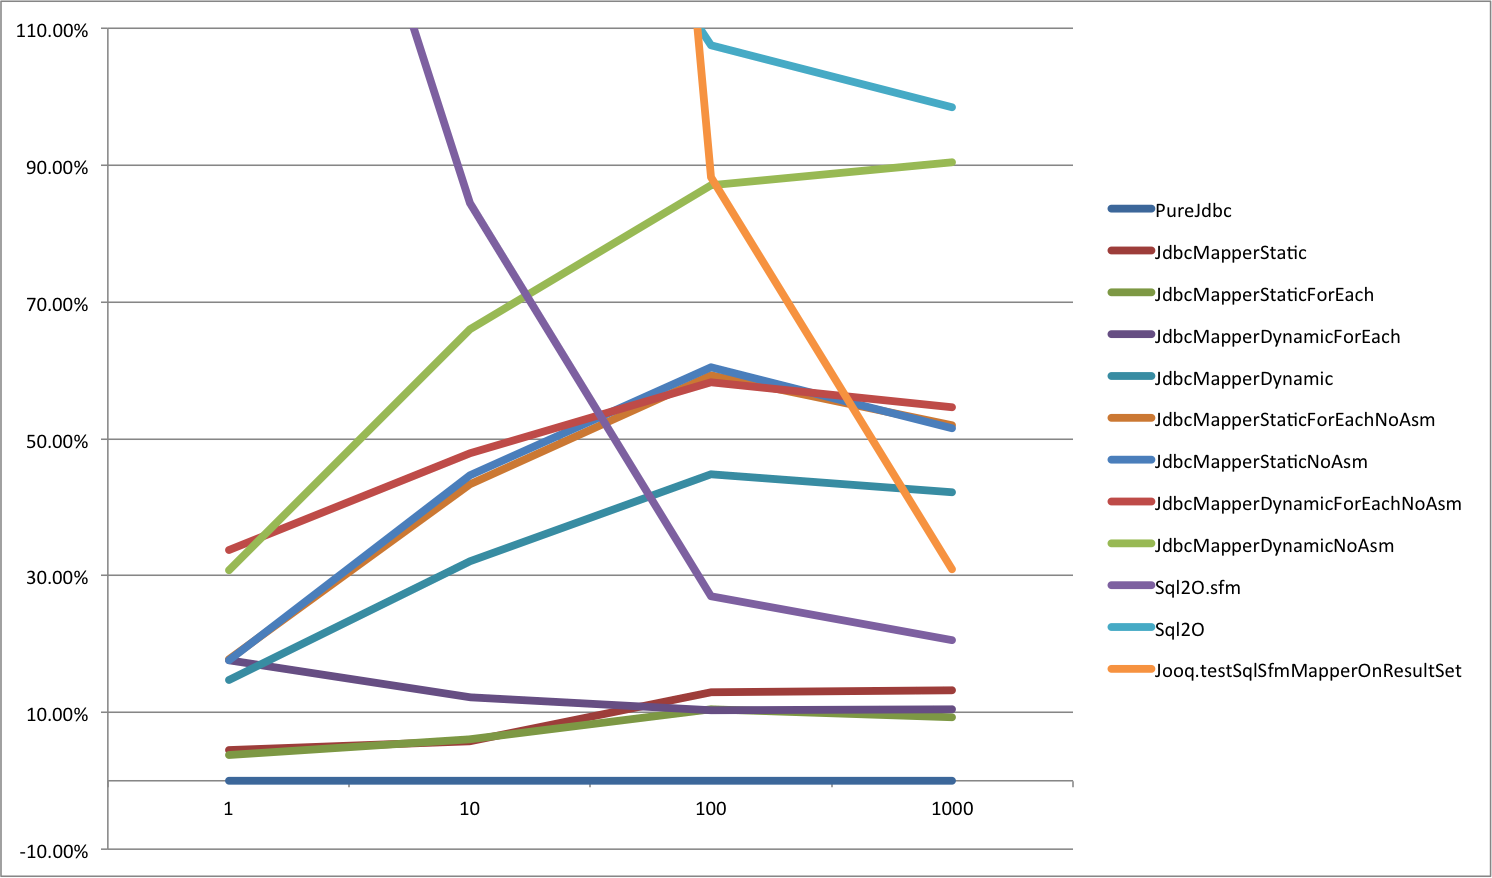 110.00%
90.00%
70.00%
50.00%
30.00%
10.00%
-10.00%
1 10 100 1000
PureJdbc
JdbcMapperStatic
JdbcMapperStaticForEach
JdbcMapperDynamicForEach
JdbcMapperDynamic
JdbcMapperStaticForEachNoAsm
JdbcMapperStaticNoAsm
JdbcMapperDynamicForEachNoAsm
JdbcMapperDynamicNoAsm
Sql2O.sfm
Sql2O
Jooq.testSqlSfmMapperOnResultSet